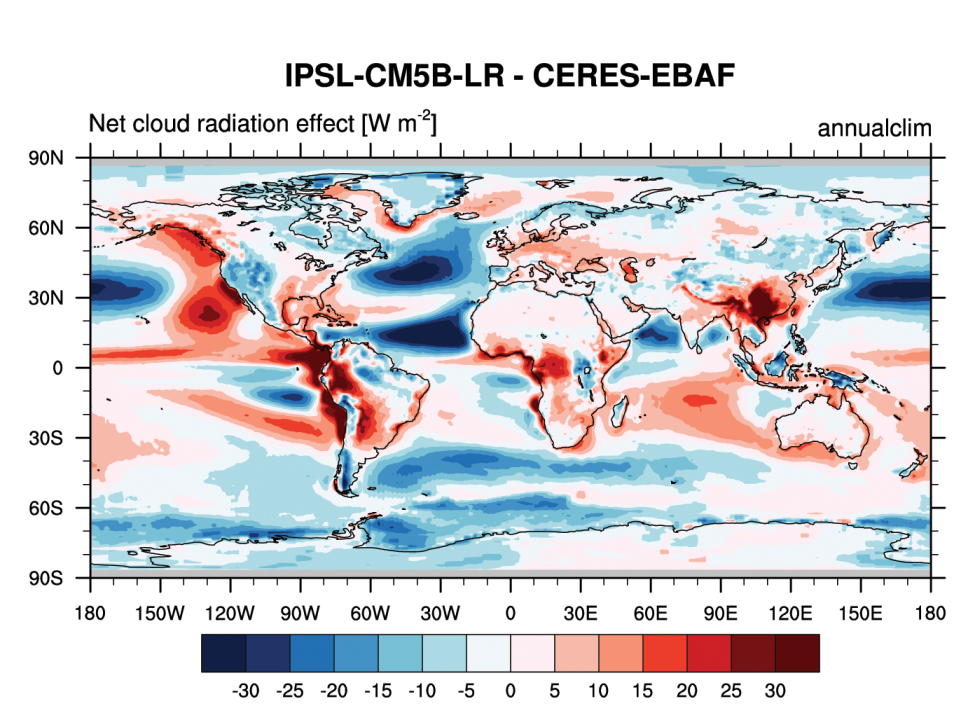 IPSL-CM5B-LR - CERES-EBAF
Net cloud radiation effect [W m⁻²]
annualclim
90N
60N
30N
0
30S
60S
90S
180 150W 120W 90W 60W 30W 0 30E 60E 90E 120E 150E 180
-30 -25 -20 -15 -10 -5 0 5 10 15 20 25 30